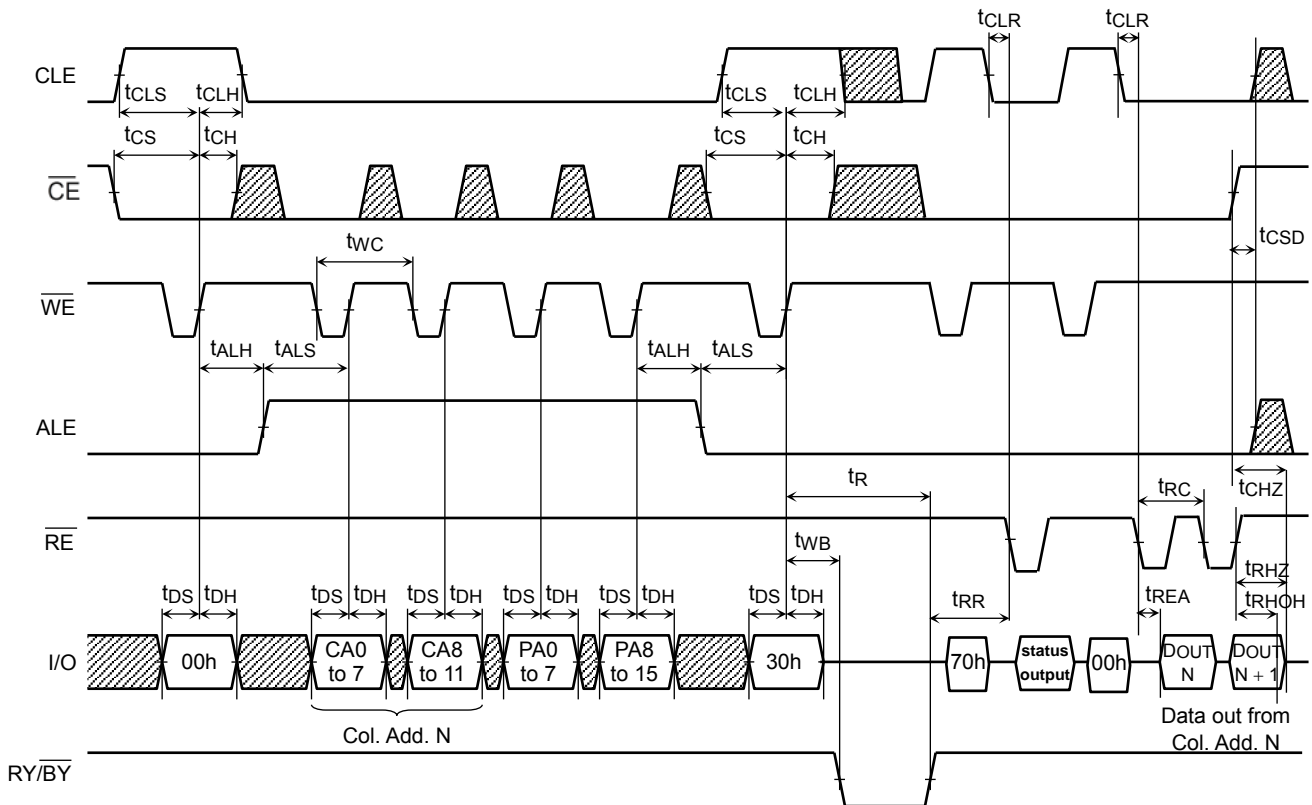 tCLR tCLR
CLE
tCLS tCLH tCLS tCLH
tCS tCH tCS tCH
CE
tCSD
tWC
WE
tALH tALS tALH tALS
ALE
tR
tCHZ
tRC
RE
tWB
tRHZ
tDS tDH tDS tDH tDS tDH tDS tDH tDS tDH tDS tDH
tRR tREA tRHOH
I/O
00h
CA0 to 7
CA8 to 11
PA0 to 7
PA8 to 15
30h
70h
status output
00h
DOUT N
DOUT N + 1
Col. Add. N
Data out from
Col. Add. N
RY/BY